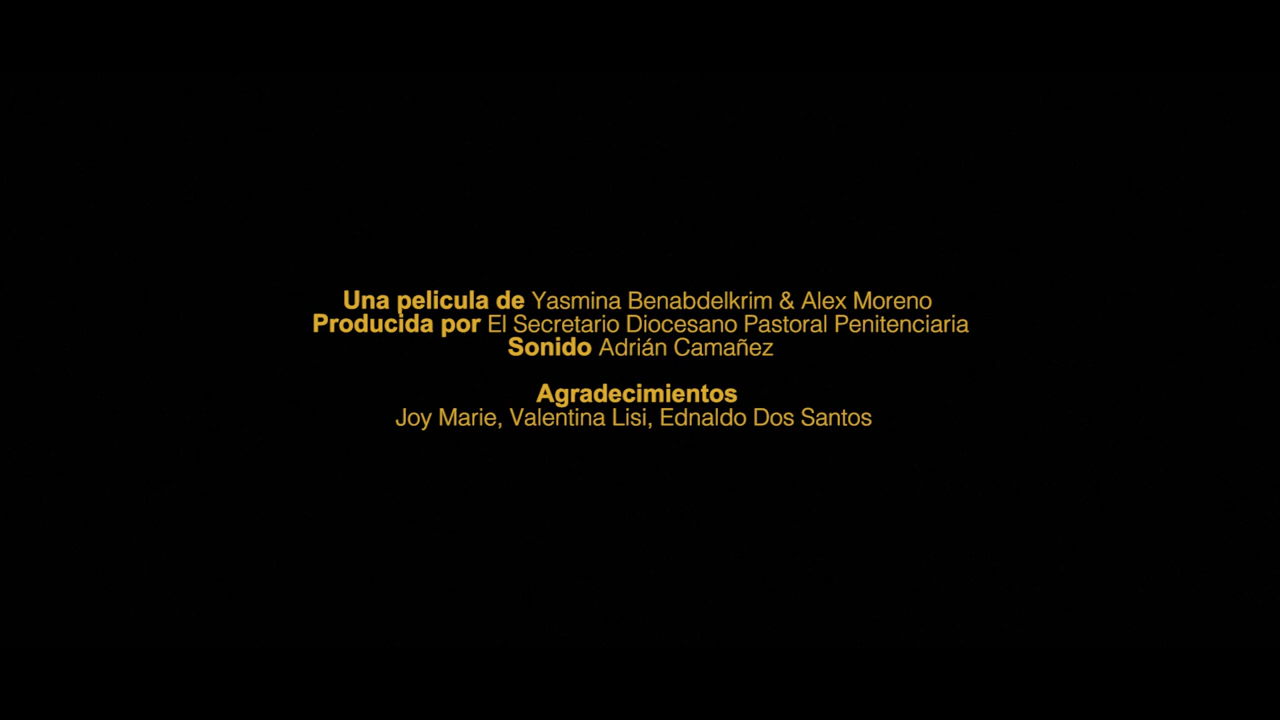 Una pelicula de Yasmina Benabdelkrim & Alex Moreno
Producida por El Secretario Diocesano Pastoral Penitenciaria
Sonido Adrián Camañez
Agradecimientos
Joy Marie, Valentina Lisi, Ednaldo Dos Santos